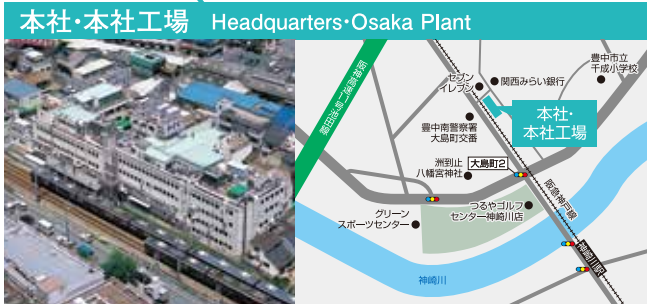 本社・本社工場 Headquarters・Osaka Plant
阪神高速11号池田線
セブン
イレブン
関西みらい銀行
豊中市立
千成小学校
本社・
本社工場
豊中南警察署
大島町交番
洲到止
八幡宮神社
大島町2
阪急神戸線
つるやゴルフ
センター神崎川店
グリーン
スポーツセンター
神崎川
神崎川駅